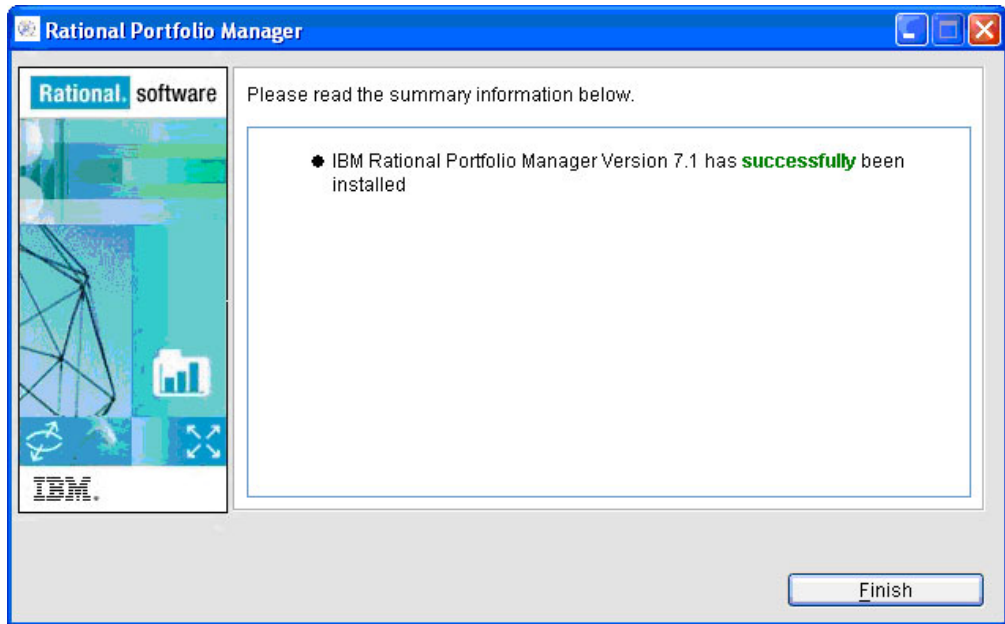 Rational Portfolio Manager
Rational. software
Please read the summary information below.
IBM Rational Portfolio Manager Version 7.1 has successfully been
installed
IBM.
Finish